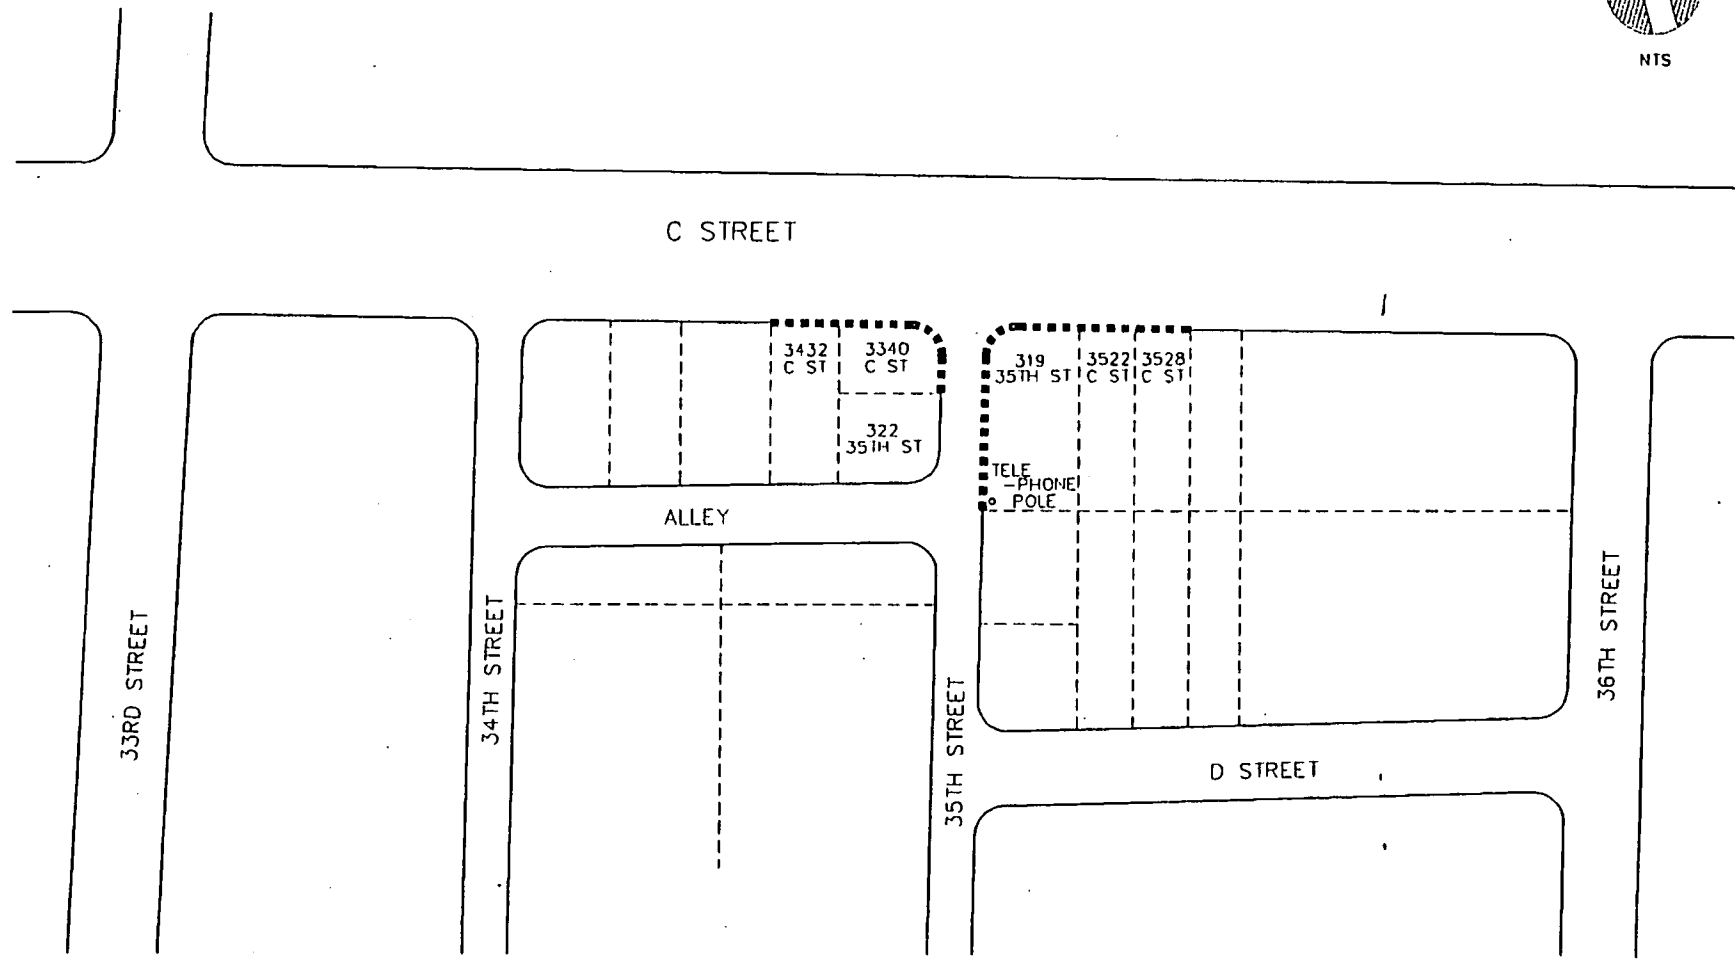 NTS
C STREET
3432
C ST
3340
C ST
319
35TH ST
3522
C ST
3528
C ST
322
35TH ST
TELE
-PHONE
POLE
ALLEY
33RD STREET
34TH STREET
35TH STREET
36TH STREET
D STREET